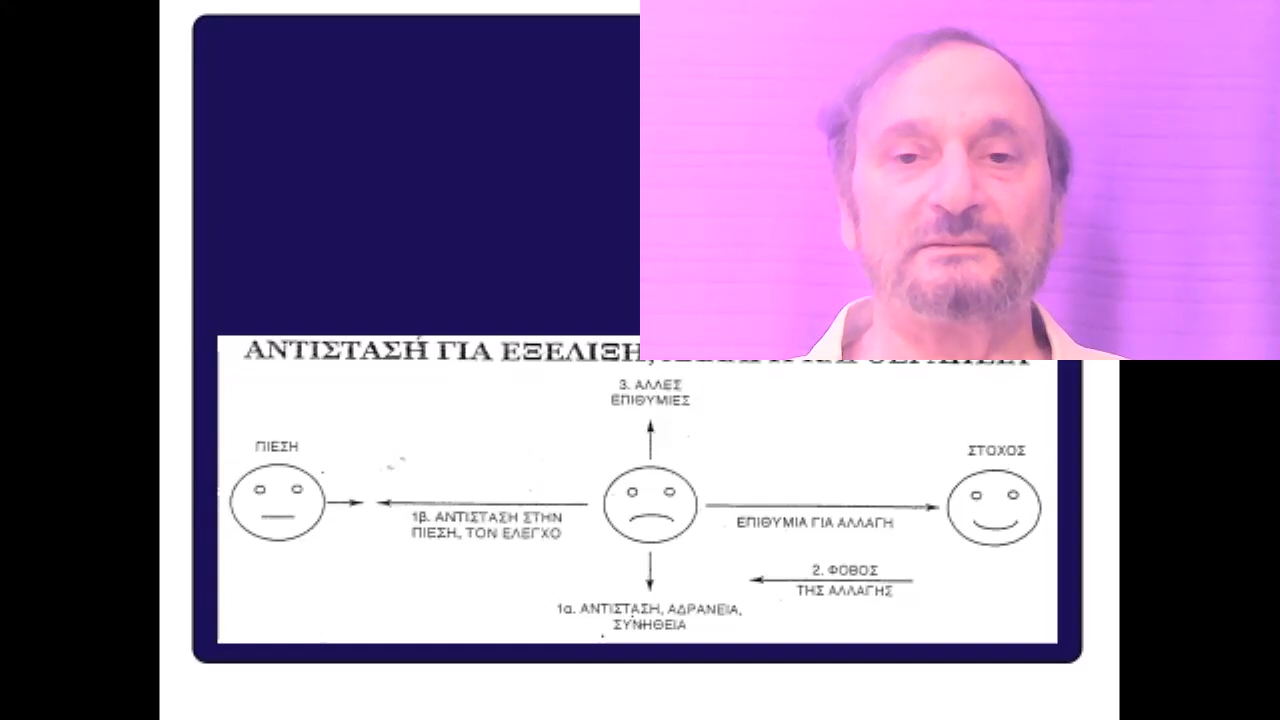 ΑΝΤΙΣΤΑΣΗ ΓΙΑ ΕΞΕΛΙΞΗ,
3. ΑΛΛΕΣ
ΕΠΙΘΥΜΙΕΣ
ΠΙΕΣΗ
ΣΤΟΧΟΣ
1β. ΑΝΤΙΣΤΑΣΗ ΣΤΗΝ
ΠΙΕΣΗ, ΤΟΝ ΕΛΕΓΧΟ
ΕΠΙΘΥΜΙΑ ΓΙΑ ΑΛΛΑΓΗ
2. ΦΟΒΟΣ
ΤΗΣ ΑΛΛΑΓΗΣ
1α. ΑΝΤΙΣΤΑΣΗ, ΑΔΡΑΝΕΙΑ,
ΣΥΝΗΘΕΙΑ